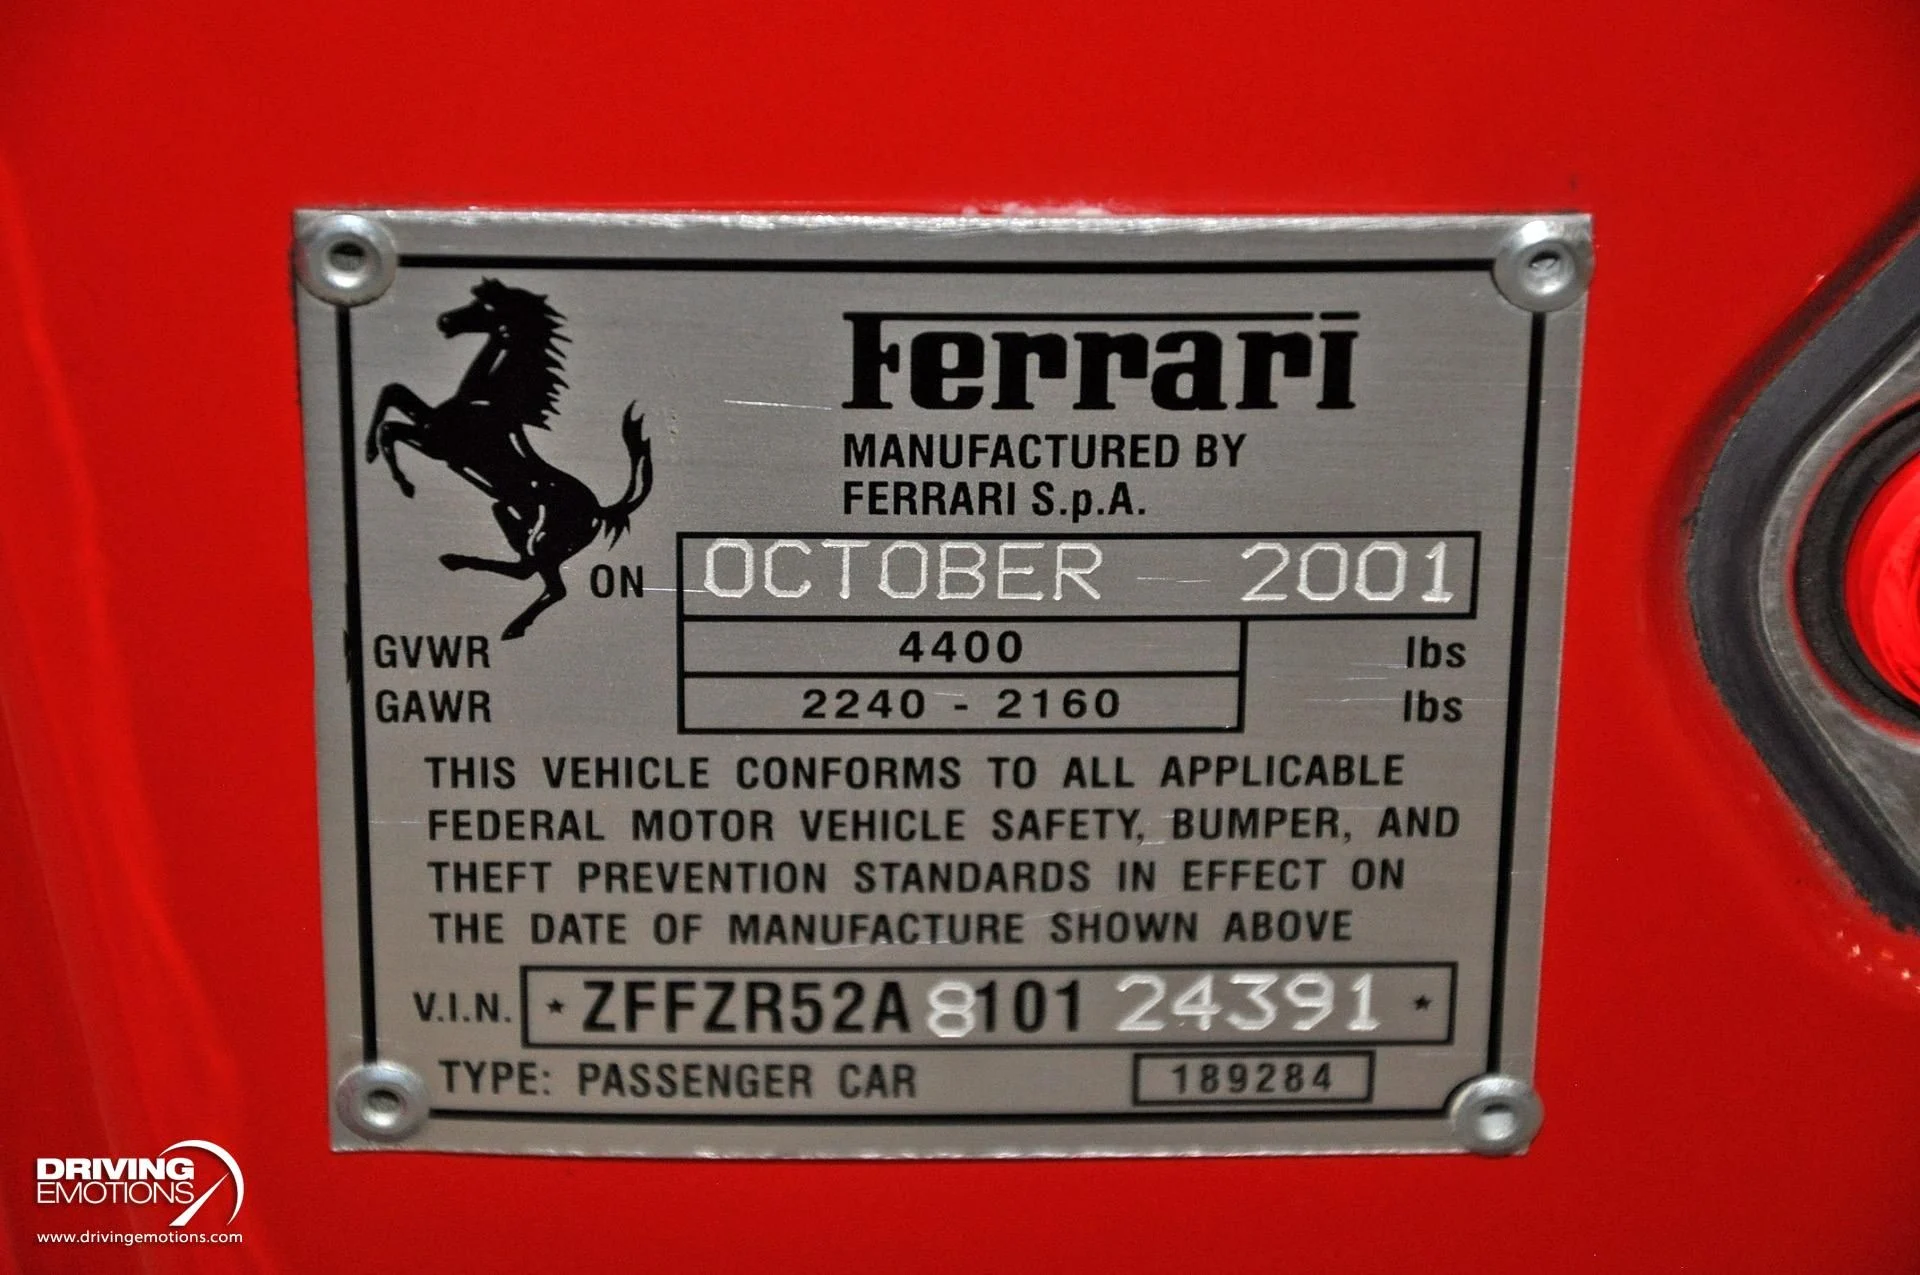 Ferrari
MANUFACTURED BY
FERRARI S.p.A.
ON OCTOBER 2001
GVWR 4400 lbs
GAWR 2240 - 2160 lbs
THIS VEHICLE CONFORMS TO ALL APPLICABLE
FEDERAL MOTOR VEHICLE SAFETY, BUMPER, AND
THEFT PREVENTION STANDARDS IN EFFECT ON
THE DATE OF MANUFACTURE SHOWN ABOVE
V.I.N. * ZFFZR52A8101 24391 *
TYPE: PASSENGER CAR 189284
DRIVING
EMOTIONS
www.drivingemotions.com